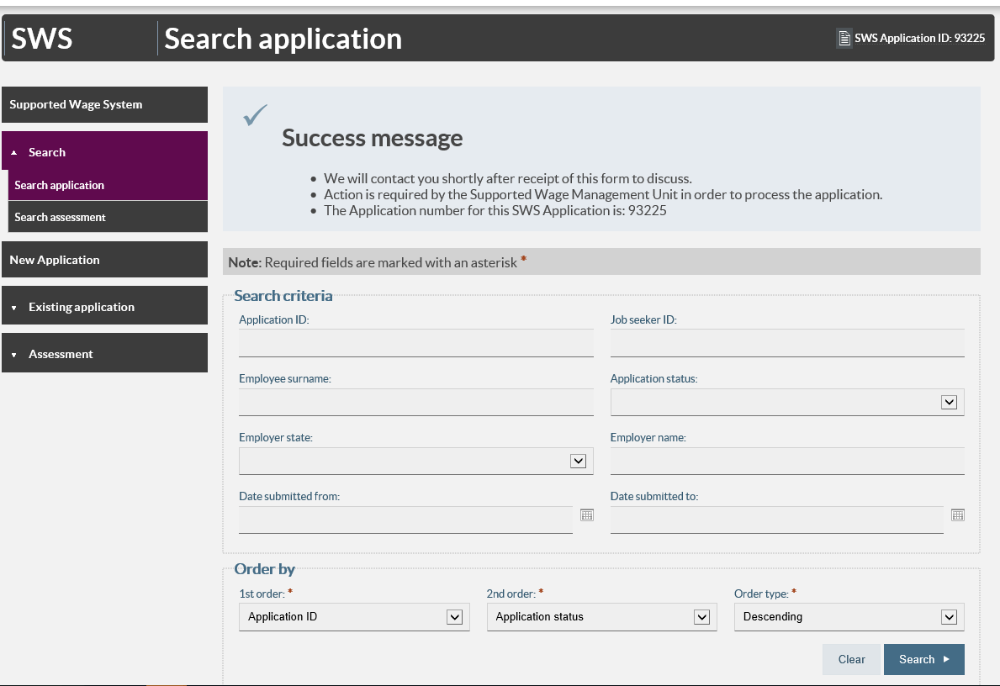 SWS
Search application
SWS Application ID: 93225
Supported Wage System
Search
Search application
Search assessment
New Application
Existing application
Assessment
Success message
We will contact you shortly after receipt of this form to discuss.
Action is required by the Supported Wage Management Unit in order to process the application.
The Application number for this SWS Application is: 93225
Note: Required fields are marked with an asterisk *
Search criteria
Application ID:
Job seeker ID:
Employee surname:
Application status:
Employer state:
Employer name:
Date submitted from:
Date submitted to:
Order by
1st order: *
2nd order: *
Order type: *
Application ID
Application status
Descending
Clear
Search